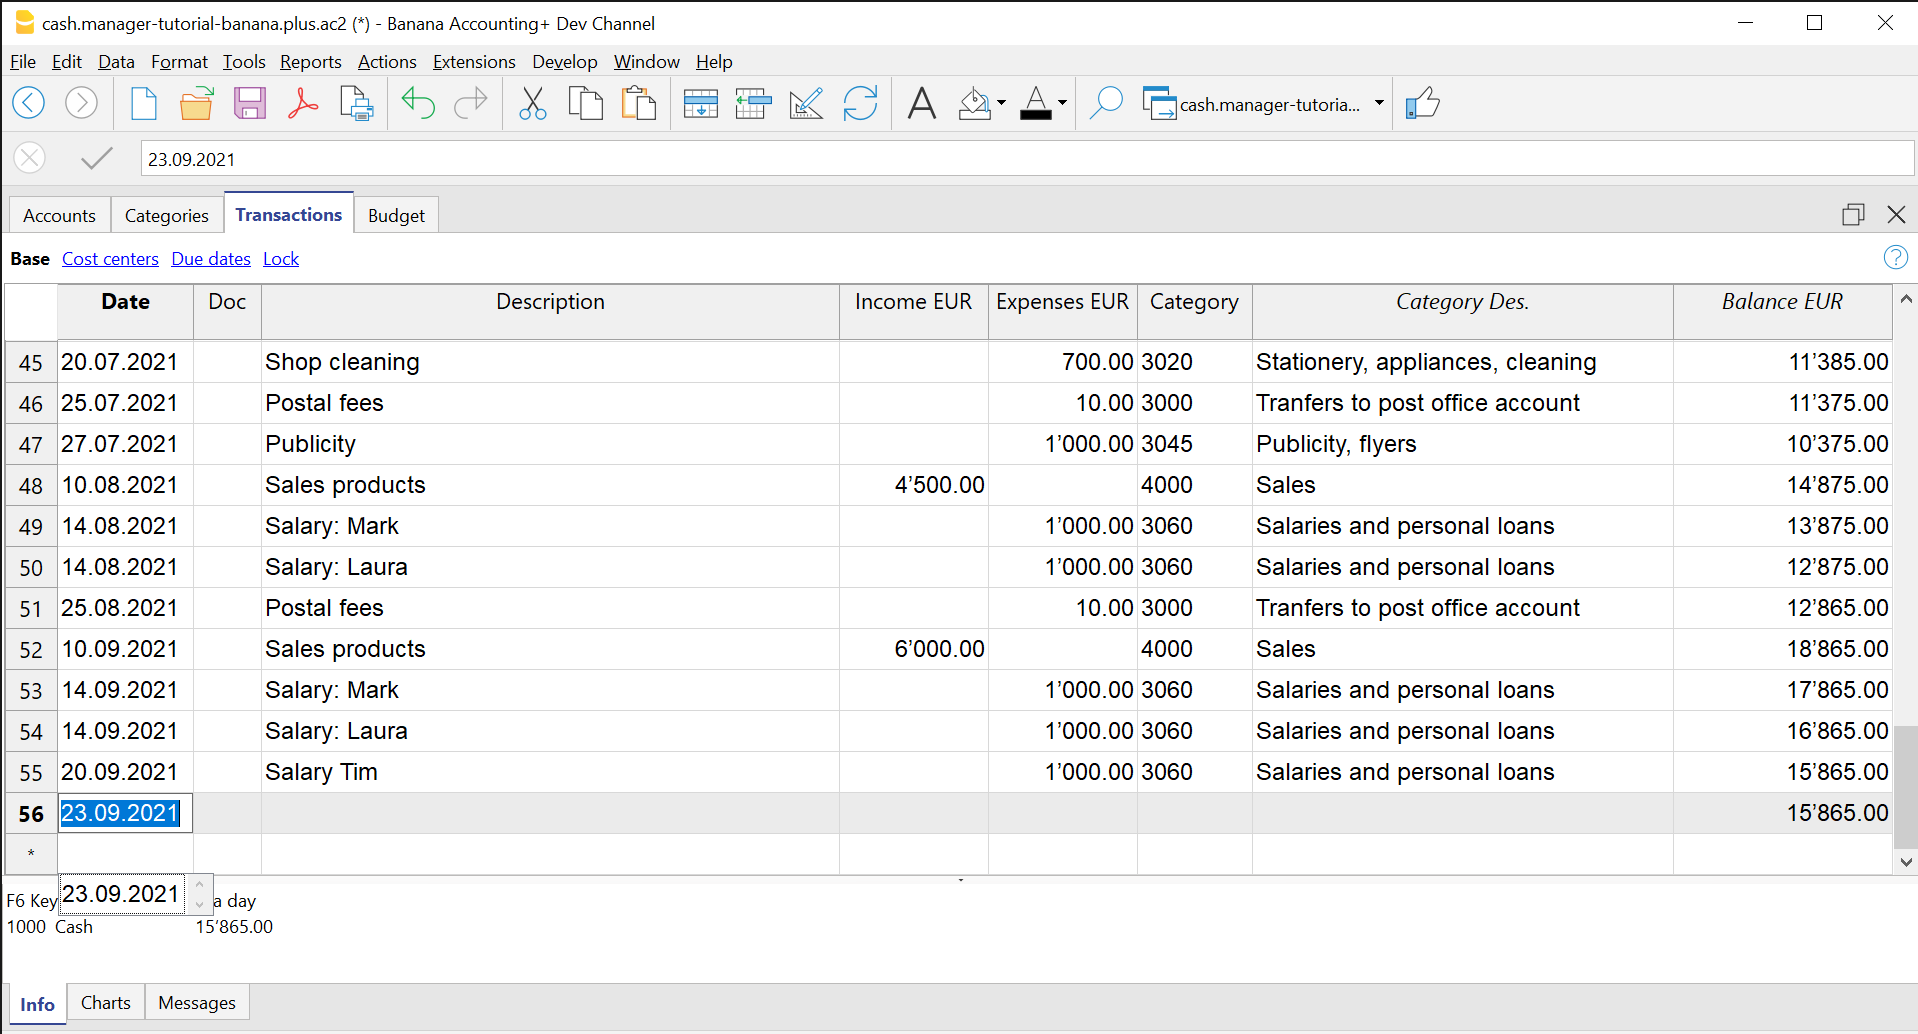 cash.manager-tutorial-banana.plus.ac2 (*) - Banana Accounting+ Dev Channel
File Edit Data Format Tools Reports Actions Extensions Develop Window Help
cash.manager-tutoria...
23.09.2021
Accounts Categories Transactions Budget
Base Cost centers Due dates Lock
Date Doc Description Income EUR Expenses EUR Category Category Des. Balance EUR
45 20.07.2021 Shop cleaning 700.00 3020 Stationery, appliances, cleaning 11’385.00
46 25.07.2021 Postal fees 10.00 3000 Tranfers to post office account 11’375.00
47 27.07.2021 Publicity 1’000.00 3045 Publicity, flyers 10’375.00
48 10.08.2021 Sales products 4’500.00 4000 Sales 14’875.00
49 14.08.2021 Salary: Mark 1’000.00 3060 Salaries and personal loans 13’875.00
50 14.08.2021 Salary: Laura 1’000.00 3060 Salaries and personal loans 12’875.00
51 25.08.2021 Postal fees 10.00 3000 Tranfers to post office account 12’865.00
52 10.09.2021 Sales products 6’000.00 4000 Sales 18’865.00
53 14.09.2021 Salary: Mark 1’000.00 3060 Salaries and personal loans 17’865.00
54 14.09.2021 Salary: Laura 1’000.00 3060 Salaries and personal loans 16’865.00
55 20.09.2021 Salary Tim 1’000.00 3060 Salaries and personal loans 15’865.00
56 23.09.2021 15’865.00
*
F6 Key 23.09.2021 a day
1000 Cash 15’865.00
Info Charts Messages